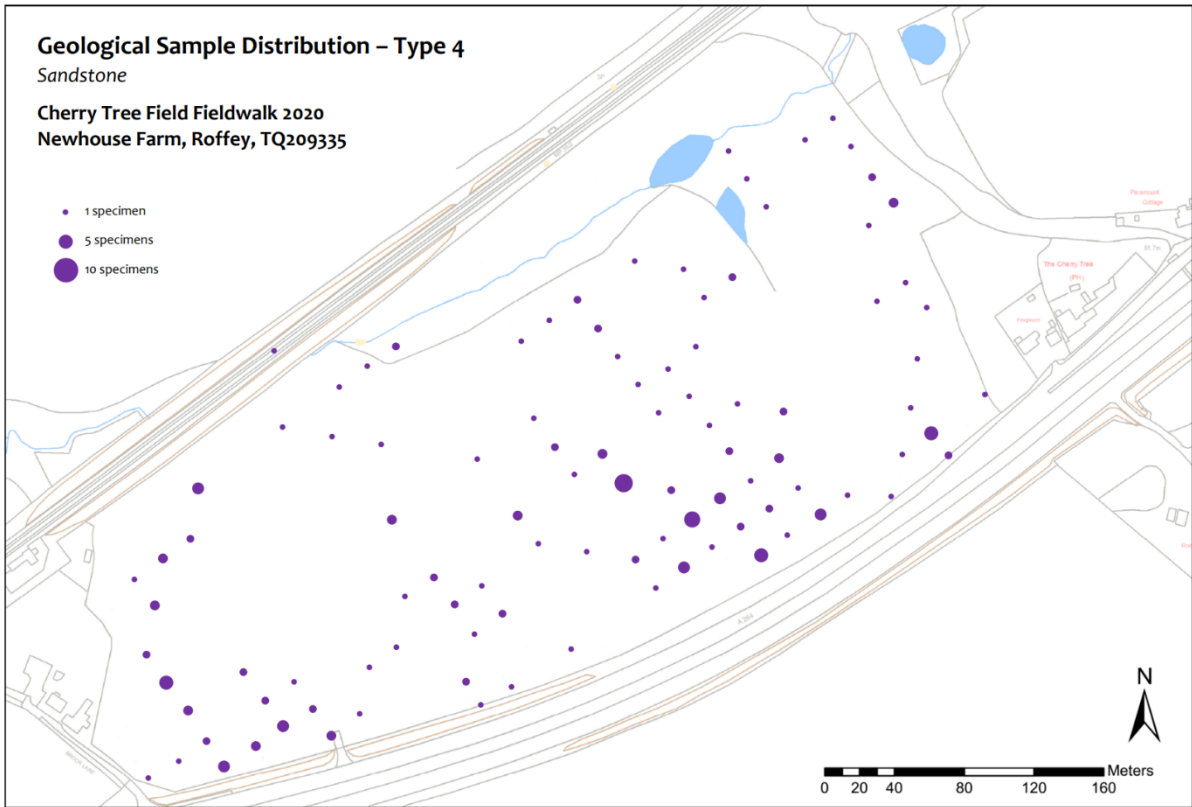 Geological Sample Distribution – Type 4
Sandstone
Cherry Tree Field Fieldwalk 2020
Newhouse Farm, Roffey, TQ209335
1 specimen
5 specimens
10 specimens
Paramount
Cottage
The Cherry Tree
(PH)
A 264
N
Meters
0 20 40 80 120 160